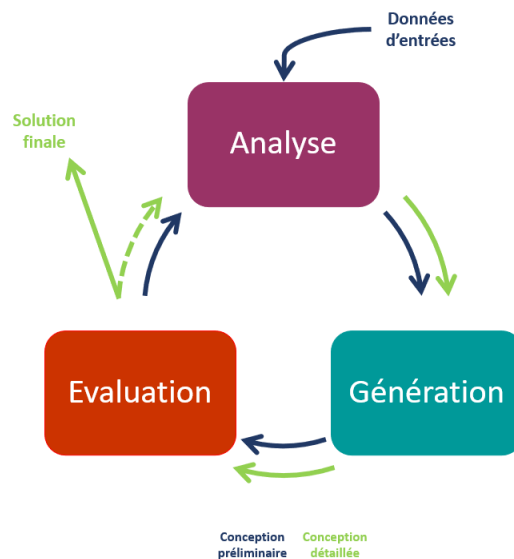 Données
d'entrées
Analyse
Solution
finale
Evaluation
Génération
Conception
préliminaire
Conception
détaillée